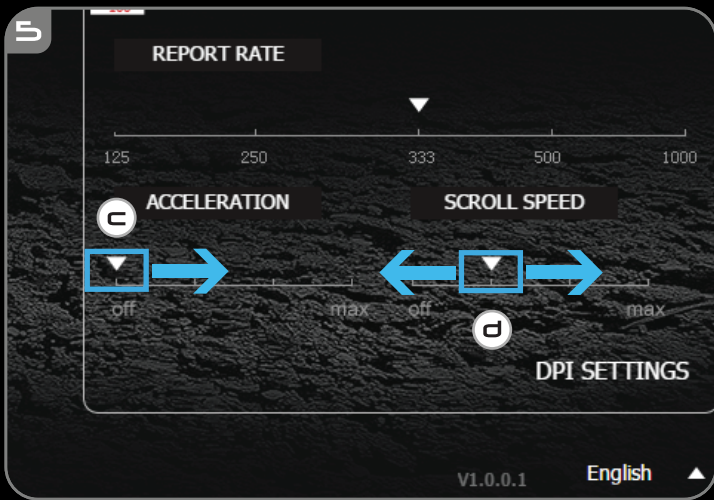 5
REPORT RATE
125 250 333 500 1000
c
ACCELERATION SCROLL SPEED
off max off max
d
DPI SETTINGS
V1.0.0.1 English